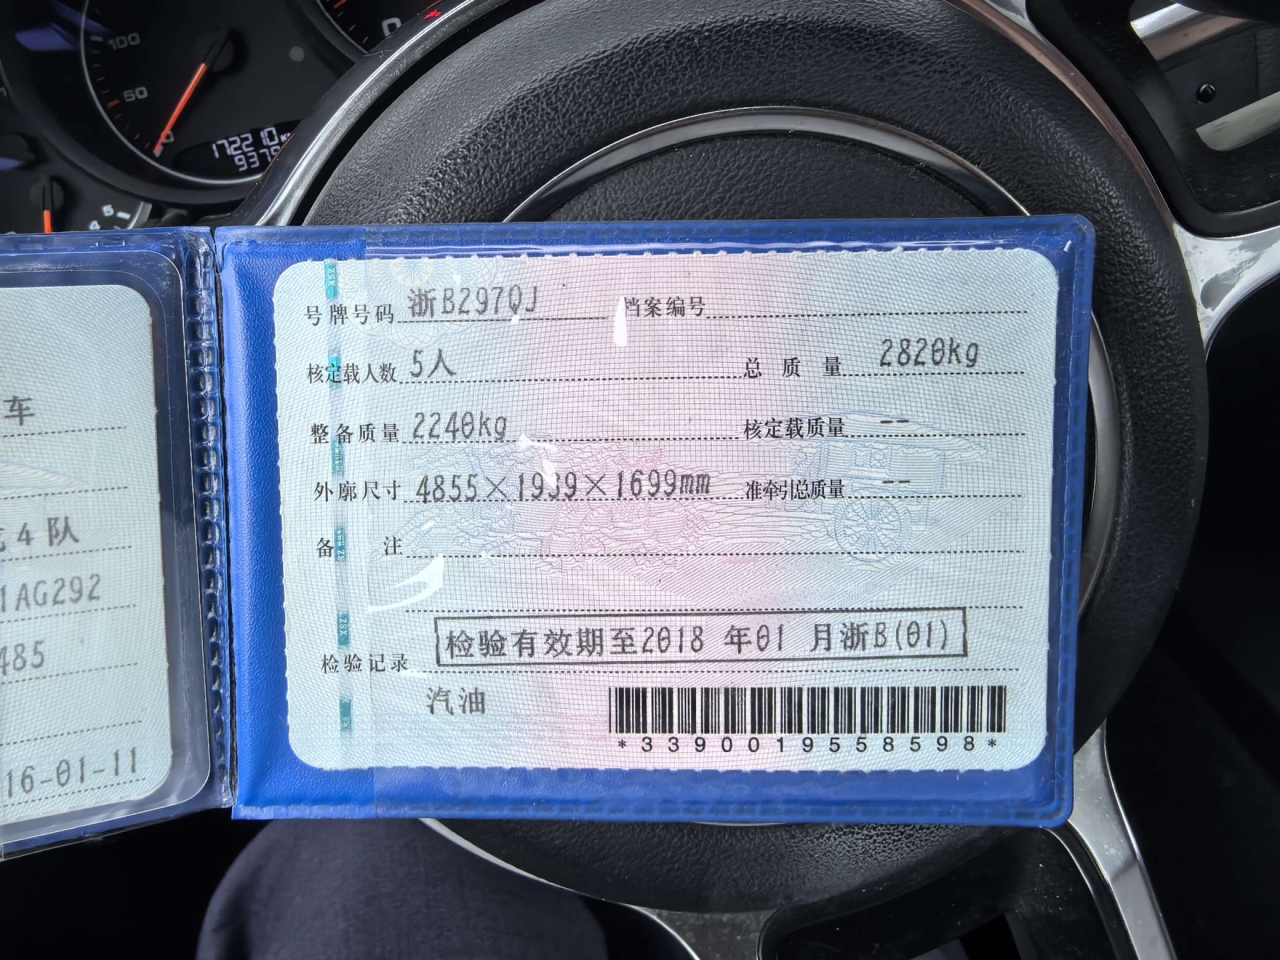 100
50
172210
9379
5
4
车
4队
1AG292
485
16-01-11
号牌号码 浙B297QJ 档案编号
核定载人数 5人 总质量 2820kg
整备质量 2240kg 核定载质量 --
外廓尺寸 4855×1939×1699mm 准牵引总质量 --
备注
检验记录 检验有效期至2018 年01 月浙B(01)
汽油
*3390019558598*